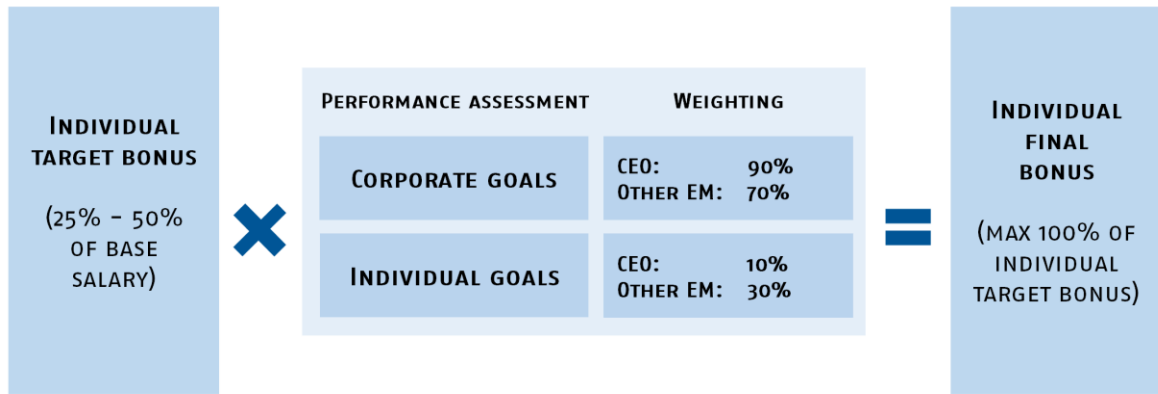 Individual
target bonus
(25% - 50%
of base
salary)
Performance assessment
Weighting
Corporate goals
CEO: 90%
Other EM: 70%
Individual goals
CEO: 10%
Other EM: 30%
Individual
final
bonus
(max 100% of
individual
target bonus)